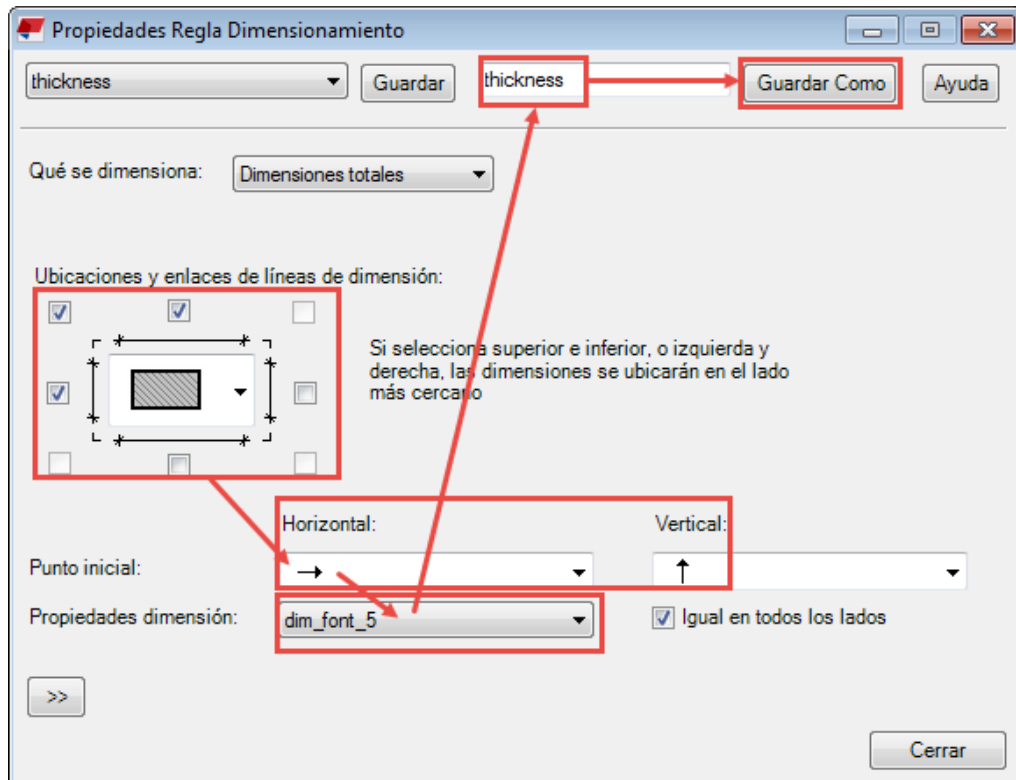 Propiedades Regla Dimensionamiento
thickness Guardar thickness Guardar Como Ayuda
Qué se dimensiona: Dimensiones totales
Ubicaciones y enlaces de líneas de dimensión:
Si selecciona superior e inferior, o izquierda y
derecha, las dimensiones se ubicarán en el lado
más cercano
Horizontal: Vertical:
Punto inicial:
Propiedades dimensión: dim_font_5 Igual en todos los lados
>>
Cerrar